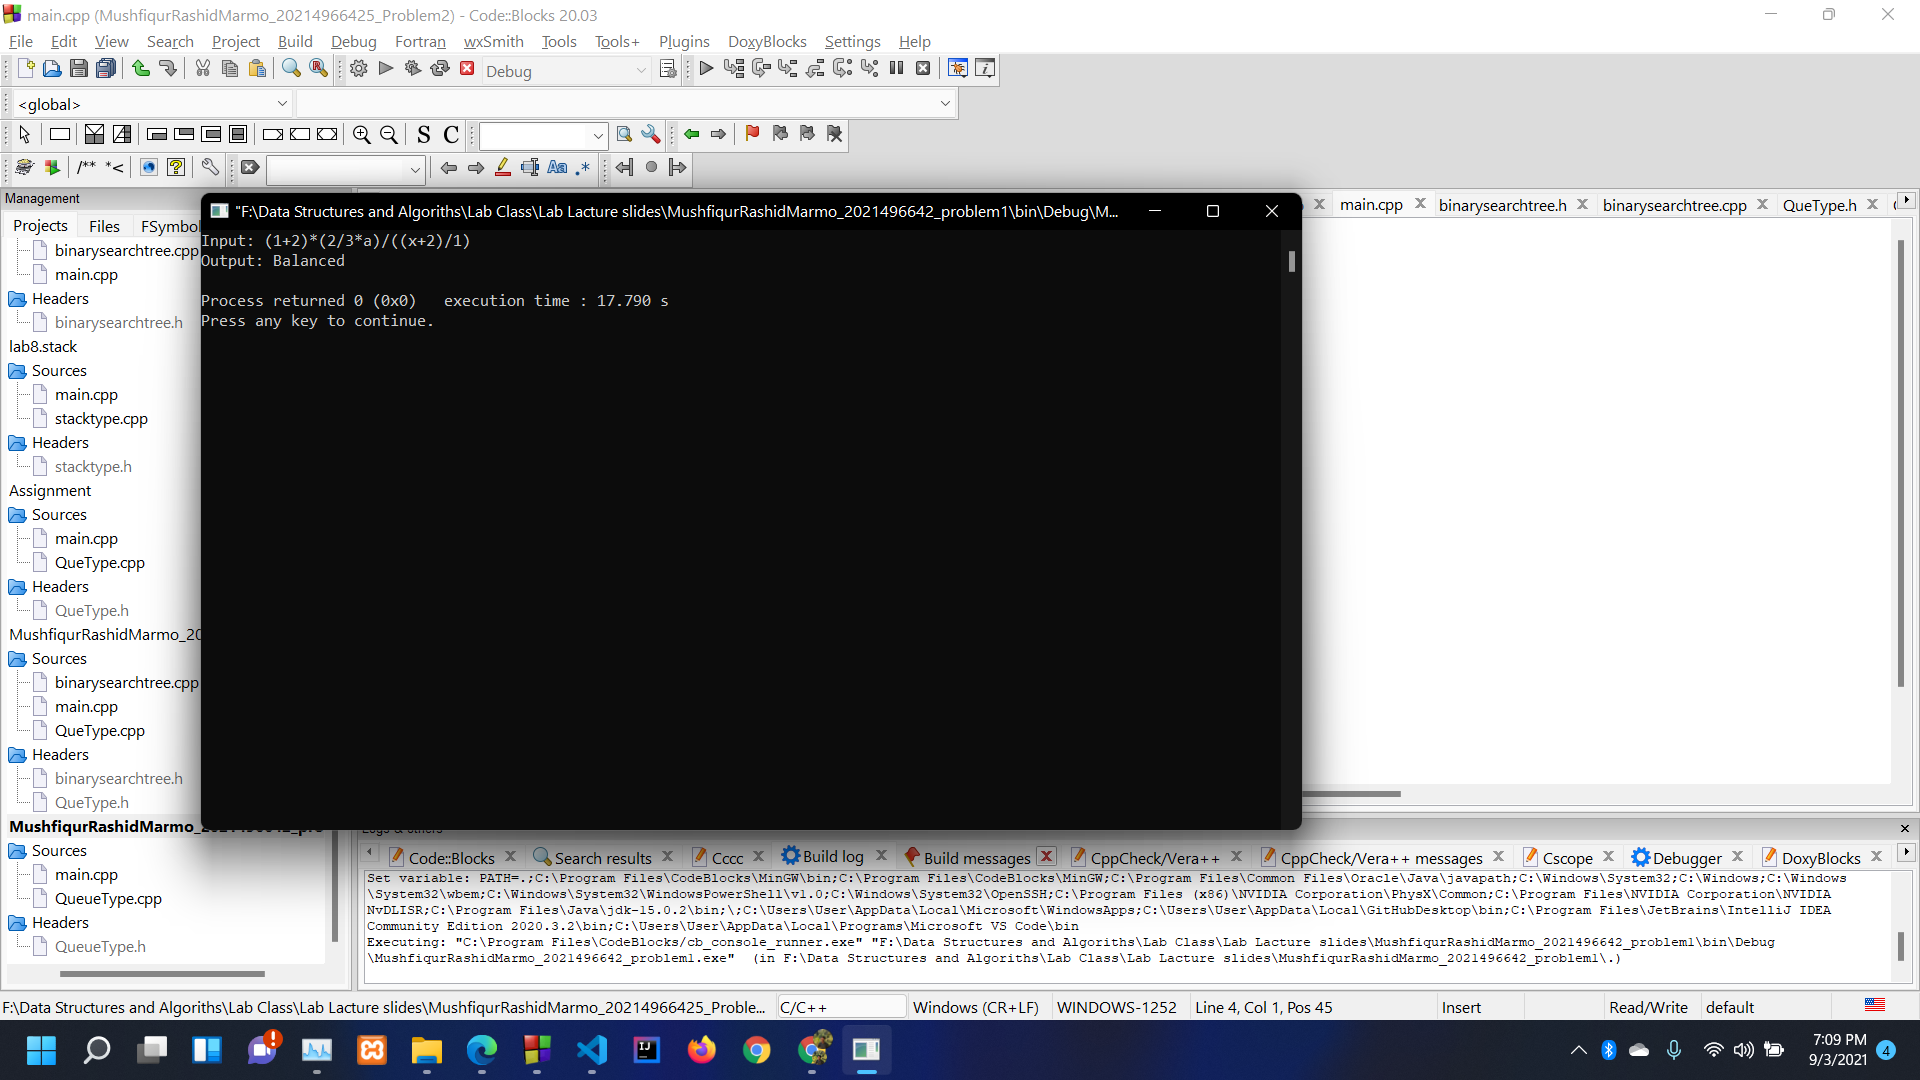 main.cpp (MushfiqurRashidMarmo_20214966425_Problem2) - Code::Blocks 20.03
File Edit View Search Project Build Debug Fortran wxSmith Tools Tools+ Plugins DoxyBlocks Settings Help
Debug
<global>
S C
/** *<
Aa .*
Management
Projects Files FSymbol
main.cpp binarysearchtree.h binarysearchtree.cpp QueType.h
"F:\Data Structures and Algoriths\Lab Class\Lab Lacture slides\MushfiqurRashidMarmo_2021496642_problem1\bin\Debug\M...
Input: (1+2)*(2/3*a)/((x+2)/1)
Output: Balanced
Process returned 0 (0x0)   execution time : 17.790 s
Press any key to continue.
binarysearchtree.cpp
main.cpp
Headers
binarysearchtree.h
lab8.stack
Sources
main.cpp
stacktype.cpp
Headers
stacktype.h
Assignment
Sources
main.cpp
QueType.cpp
Headers
QueType.h
MushfiqurRashidMarmo_20
Sources
binarysearchtree.cpp
main.cpp
QueType.cpp
Headers
binarysearchtree.h
QueType.h
MushfiqurRashidMarmo_2021496642_pro
Sources
main.cpp
QueueType.cpp
Headers
QueueType.h
Logs & others
Code::Blocks Search results Cccc Build log Build messages CppCheck/Vera++ CppCheck/Vera++ messages Cscope Debugger DoxyBlocks
Set variable: PATH=.;C:\Program Files\CodeBlocks\MinGW\bin;C:\Program Files\CodeBlocks\MinGW;C:\Program Files\Common Files\Oracle\Java\javapath;C:\Windows\System32;C:\Windows;C:\Windows
\System32\wbem;C:\Windows\System32\WindowsPowerShell\v1.0;C:\Windows\System32\OpenSSH;C:\Program Files (x86)\NVIDIA Corporation\PhysX\Common;C:\Program Files\NVIDIA Corporation\NVIDIA
NvDLISR;C:\Program Files\Java\jdk-15.0.2\bin;\;C:\Users\User\AppData\Local\Microsoft\WindowsApps;C:\Users\User\AppData\Local\GitHubDesktop\bin;C:\Program Files\JetBrains\IntelliJ IDEA
Community Edition 2020.3.2\bin;C:\Users\User\AppData\Local\Programs\Microsoft VS Code\bin
Executing: "C:\Program Files\CodeBlocks/cb_console_runner.exe" "F:\Data Structures and Algoriths\Lab Class\Lab Lacture slides\MushfiqurRashidMarmo_2021496642_problem1\bin\Debug
\MushfiqurRashidMarmo_2021496642_problem1.exe"  (in F:\Data Structures and Algoriths\Lab Class\Lab Lacture slides\MushfiqurRashidMarmo_2021496642_problem1\.)
F:\Data Structures and Algoriths\Lab Class\Lab Lacture slides\MushfiqurRashidMarmo_20214966425_Proble... C/C++ Windows (CR+LF) WINDOWS-1252 Line 4, Col 1, Pos 45 Insert Read/Write default
7:09 PM
9/3/2021
4